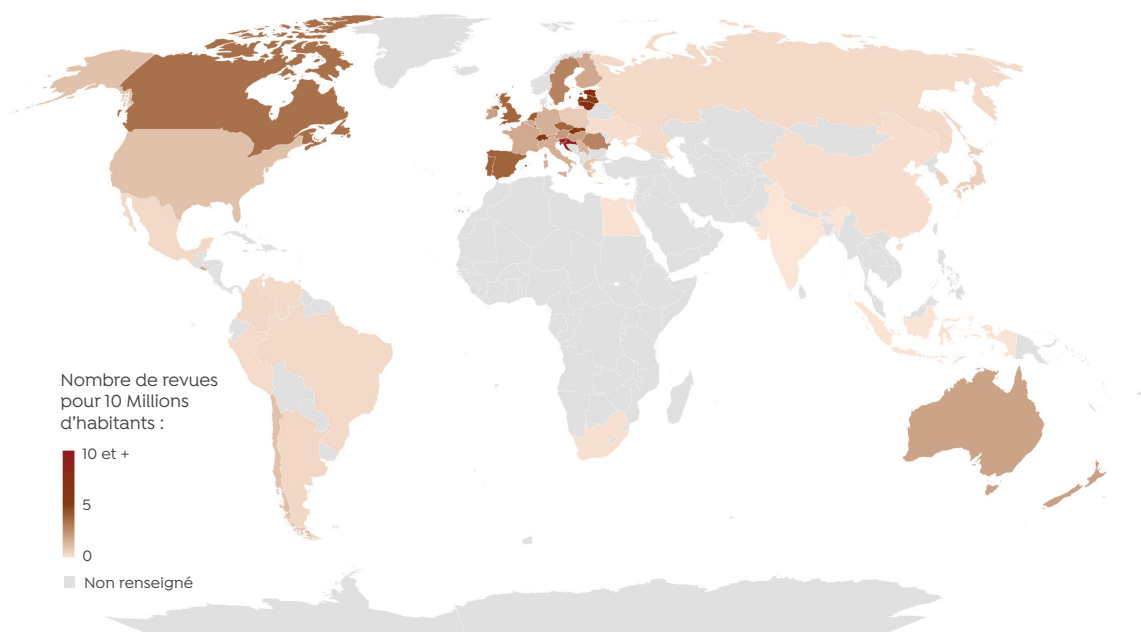 Nombre de revues
pour 10 Millions
d'habitants :
10 et +
5
0
Non renseigné